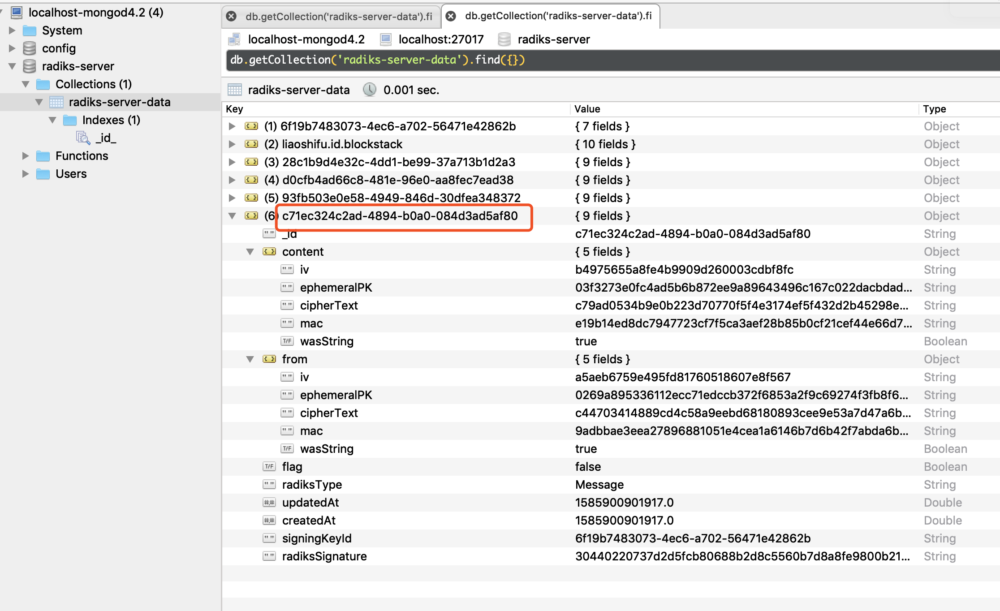 localhost-mongod4.2 (4)
System
config
radiks-server
Collections (1)
radiks-server-data
Indexes (1)
_id_
Functions
Users
db.getCollection('radiks-server-data').fi
db.getCollection('radiks-server-data').fi
localhost-mongod4.2 localhost:27017 radiks-server
db.getCollection('radiks-server-data').find({})
radiks-server-data 0.001 sec.
Key Value Type
(1) 6f19b7483073-4ec6-a702-56471e42862b { 7 fields } Object
(2) liaoshifu.id.blockstack { 10 fields } Object
(3) 28c1b9d4e32c-4dd1-be99-37a713b1d2a3 { 9 fields } Object
(4) d0cfb4ad66c8-481e-96e0-aa8fec7ead38 { 9 fields } Object
(5) 93fb503e0e58-4949-846d-30dfea348372 { 9 fields } Object
(6) c71ec324c2ad-4894-b0a0-084d3ad5af80 { 9 fields } Object
_id c71ec324c2ad-4894-b0a0-084d3ad5af80 String
content { 5 fields } Object
iv b4975655a8fe4b9909d260003cdbf8fc String
ephemeralPK 03f3273e0fc4ad5b6b872ee9a89643496c167c022dacbdad... String
cipherText c79ad0534b9e0b223d70770f5f4e3174ef5f432d2b45298e... String
mac e19b14ed8dc7947723cf7f5ca3aef28b85b0cf21cef44e66d7... String
wasString true Boolean
from { 5 fields } Object
iv a5aeb6759e495fd81760518607e8f567 String
ephemeralPK 0269a895336112ecc71edccb372f6853a2f9c69274f3fb8f6... String
cipherText c44703414889cd4c58a9eebd68180893cee9e53a7d47a6b... String
mac 9adbbae3eea27896881051e4cea1a6146b7d6b42f7abda6b... String
wasString true Boolean
flag false Boolean
radiksType Message String
updatedAt 1585900901917.0 Double
createdAt 1585900901917.0 Double
signingKeyId 6f19b7483073-4ec6-a702-56471e42862b String
radiksSignature 30440220737d2d5fcb80688b2d8c5560b7d8a8fe9800b21... String